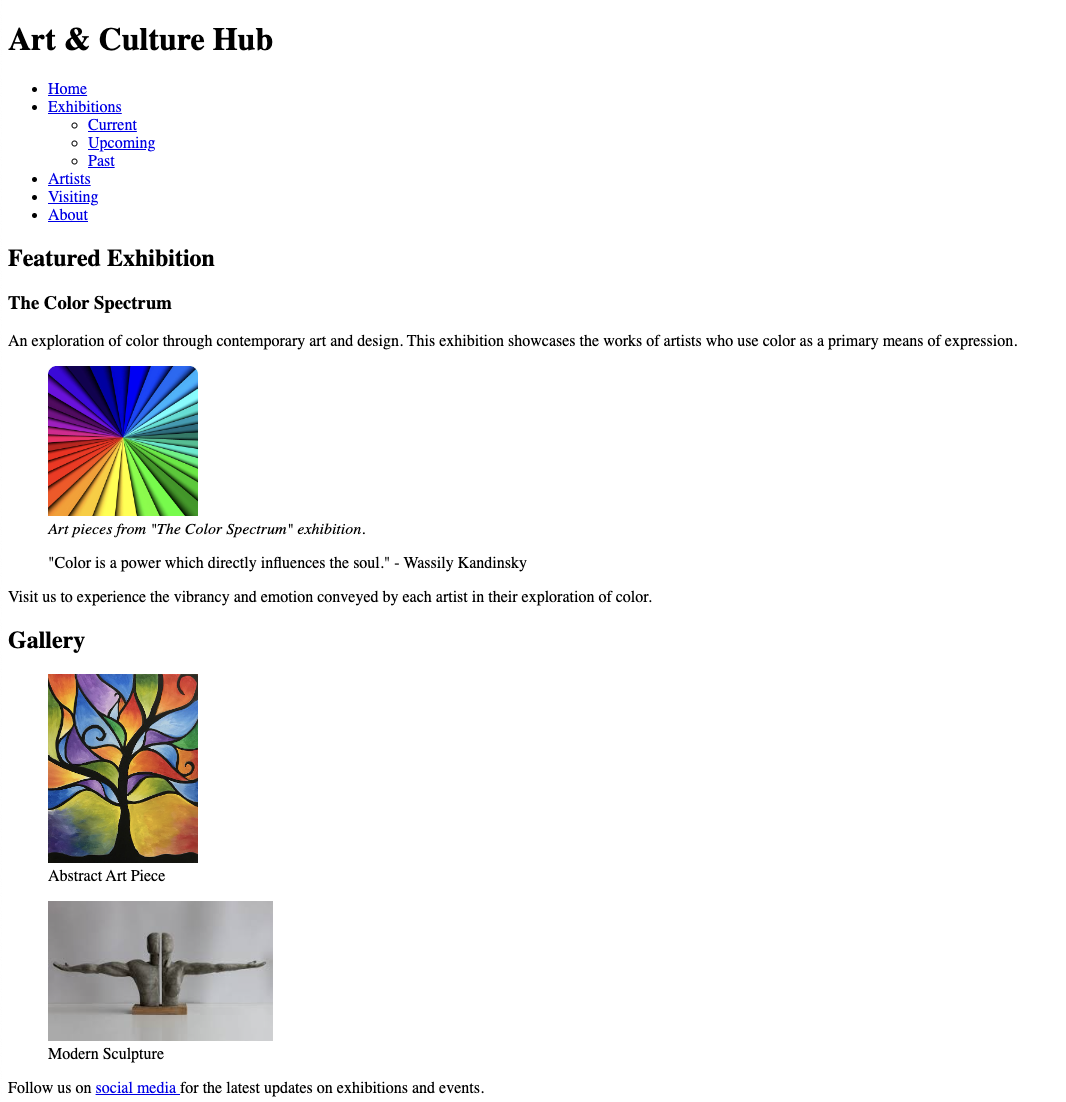 Art & Culture Hub
Home
Exhibitions
Current
Upcoming
Past
Artists
Visiting
About
Featured Exhibition
The Color Spectrum
An exploration of color through contemporary art and design. This exhibition showcases the works of artists who use color as a primary means of expression.
Art pieces from "The Color Spectrum" exhibition.
"Color is a power which directly influences the soul." - Wassily Kandinsky
Visit us to experience the vibrancy and emotion conveyed by each artist in their exploration of color.
Gallery
Abstract Art Piece
Modern Sculpture
Follow us on social media for the latest updates on exhibitions and events.